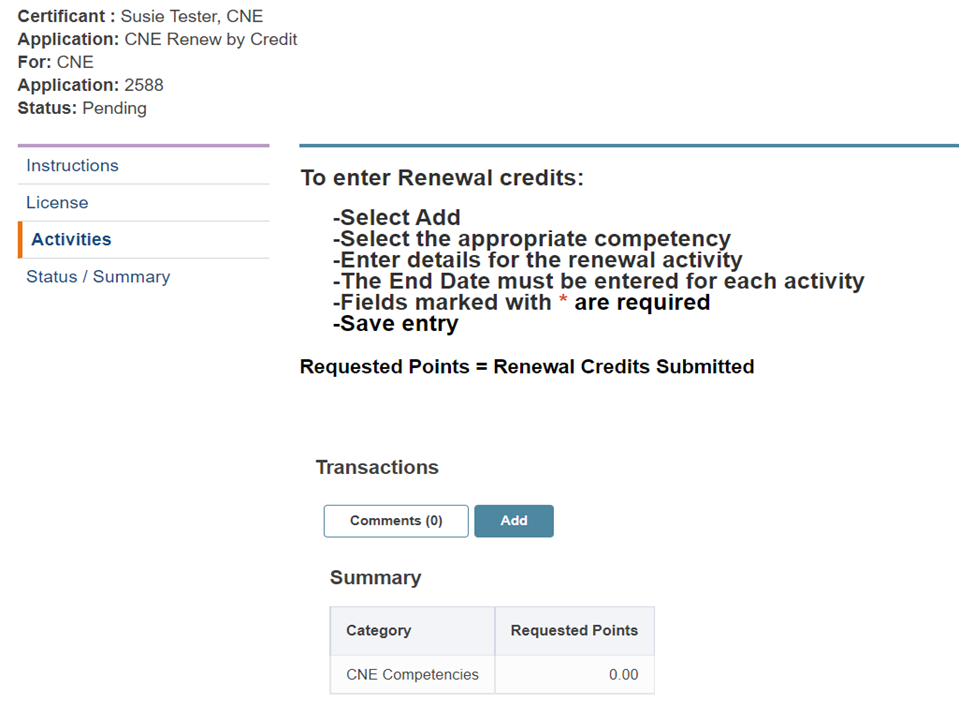 Certificant : Susie Tester, CNE
Application: CNE Renew by Credit
For: CNE
Application: 2588
Status: Pending
Instructions
License
Activities
Status / Summary
To enter Renewal credits:
-Select Add
-Select the appropriate competency
-Enter details for the renewal activity
-The End Date must be entered for each activity
-Fields marked with * are required
-Save entry
Requested Points = Renewal Credits Submitted
Transactions
Comments (0) Add
Summary
Category Requested Points
CNE Competencies 0.00